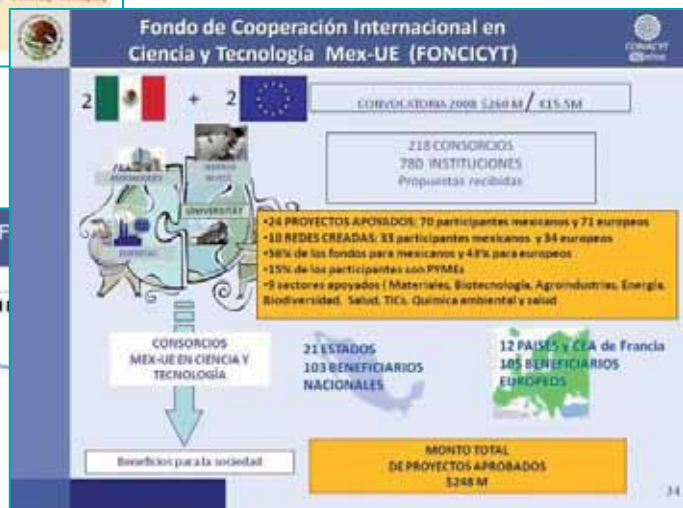 Fondo de Cooperación Internacional en
Ciencia y Tecnología Mex-UE (FONCICYT)
CONACYT
2 + 2
CONVOCATORIA 2008 $260 M / €15.5M
218 CONSORCIOS
780 INSTITUCIONES
Propuestas recibidas
UNIVERSITÁT
•24 PROYECTOS APOYADOS: 70 participantes mexicanos y 71 europeos
•10 REDES CREADAS: 33 participantes mexicanos y 34 europeos
de los fondos para mexicanos y 43% para europeos
•15% de los participantes son PYMEs
•9 sectores apoyados ( Materiales, Biotecnología, Agroindustrias, Energía,
Biodiversidad, Salud, TICs, Química ambiental y salud
CONSORCIOS
MEX-UE EN CIENCIA Y
TECNOLOGÍA
21 ESTADOS
103 BENEFICIARIOS
NACIONALES
12 PAISES y CEA de Francia
105 BENEFICIARIOS
EUROPEOS
Beneficios para la sociedad
MONTO TOTAL
DE PROYECTOS APROBADOS
$248 M
34